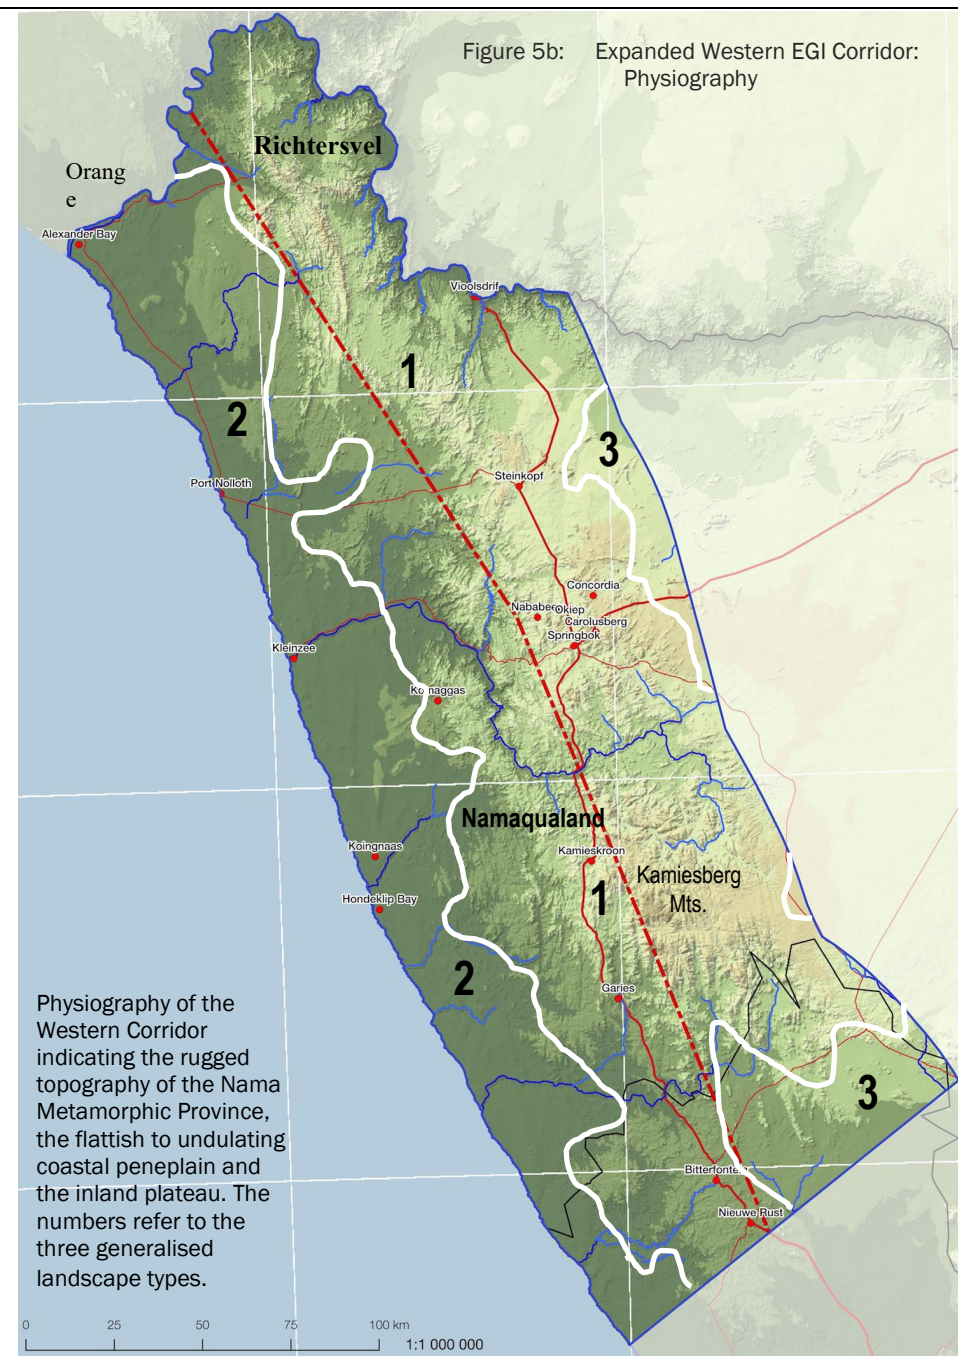 Figure 5b: Expanded Western EGI Corridor:
Physiography
Richtersvel
Orang
e
Alexander Bay
Vioolsdrif
1
2
3
Port Nolloth
Steinkopf
Concordia
Okiep
Carolusberg
Springbok
Kleinzee
Komaggas
Namaqualand
Koingnaas
Kamieskroon
Kamiesberg
Mts.
1
Hondeklip Bay
2
Garies
3
Physiography of the
Western Corridor
indicating the rugged
topography of the Nama
Metamorphic Province,
the flattish to undulating
coastal peneplain and
the inland plateau. The
numbers refer to the
three generalised
landscape types.
Bitterfontein
Nieuwe Rust
0 25 50 75 100 km
1:1 000 000